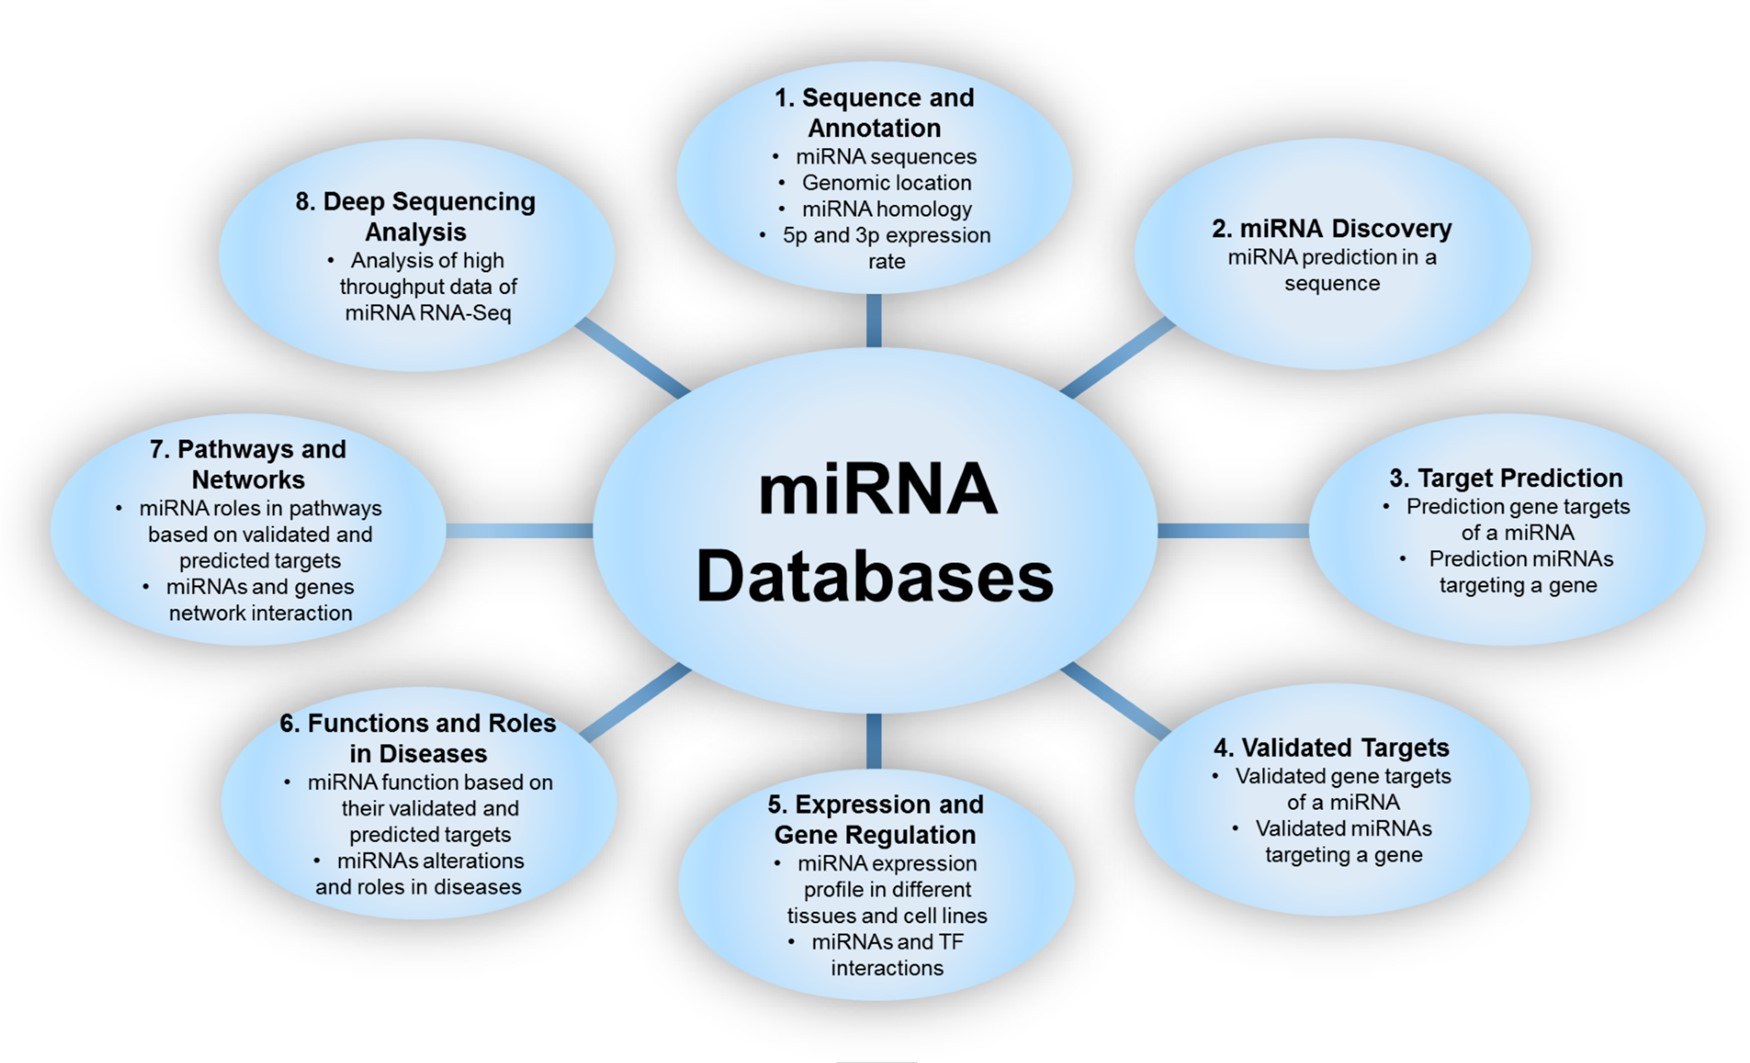 1. Sequence and
Annotation
• miRNA sequences
• Genomic location
• miRNA homology
• 5p and 3p expression
rate
2. miRNA Discovery
miRNA prediction in a
sequence
3. Target Prediction
• Prediction gene targets
of a miRNA
• Prediction miRNAs
targeting a gene
4. Validated Targets
• Validated gene targets
of a miRNA
• Validated miRNAs
targeting a gene
5. Expression and
Gene Regulation
• miRNA expression
profile in different
tissues and cell lines
• miRNAs and TF
interactions
6. Functions and Roles
in Diseases
• miRNA function based on
their validated and
predicted targets
• miRNAs alterations
and roles in diseases
7. Pathways and
Networks
• miRNA roles in pathways
based on validated and
predicted targets
• miRNAs and genes
network interaction
8. Deep Sequencing
Analysis
• Analysis of high
throughput data of
miRNA RNA-Seq
miRNA
Databases